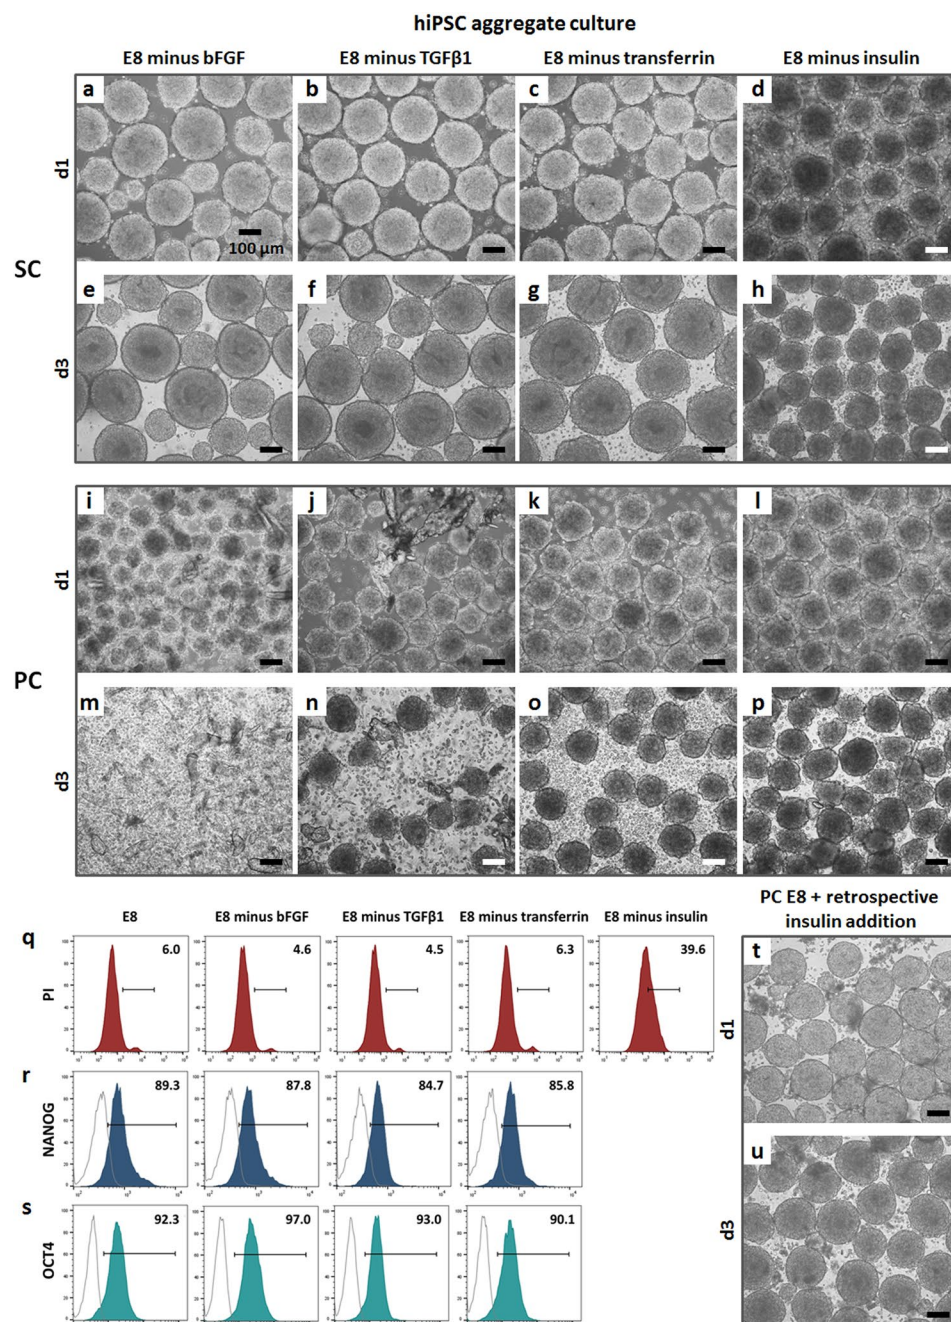 hiPSC aggregate culture
E8 minus bFGF
E8 minus TGFβ1
E8 minus transferrin
E8 minus insulin
SC
d1
a
100 µm
b
c
d
d3
e
f
g
h
PC
d1
i
j
k
l
d3
m
n
o
p
E8
E8 minus bFGF
E8 minus TGFβ1
E8 minus transferrin
E8 minus insulin
q
PI
6.0
4.6
4.5
6.3
39.6
r
NANOG
89.3
87.8
84.7
85.8
s
OCT4
92.3
97.0
93.0
90.1
PC E8 + retrospective
insulin addition
d1
t
d3
u